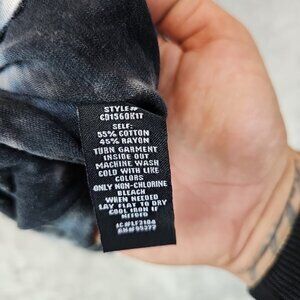 STYLE#
CD1560KIT
SELF:
55% COTTON
45% RAYON
TURN GARMENT
INSIDE OUT
MACHINE WASH
COLD WITH LIKE
COLORS
ONLY NON-CHLORINE
BLEACH
WHEN NEEDED
LAY FLAT TO DRY
COOL IRON IF
NEEDED